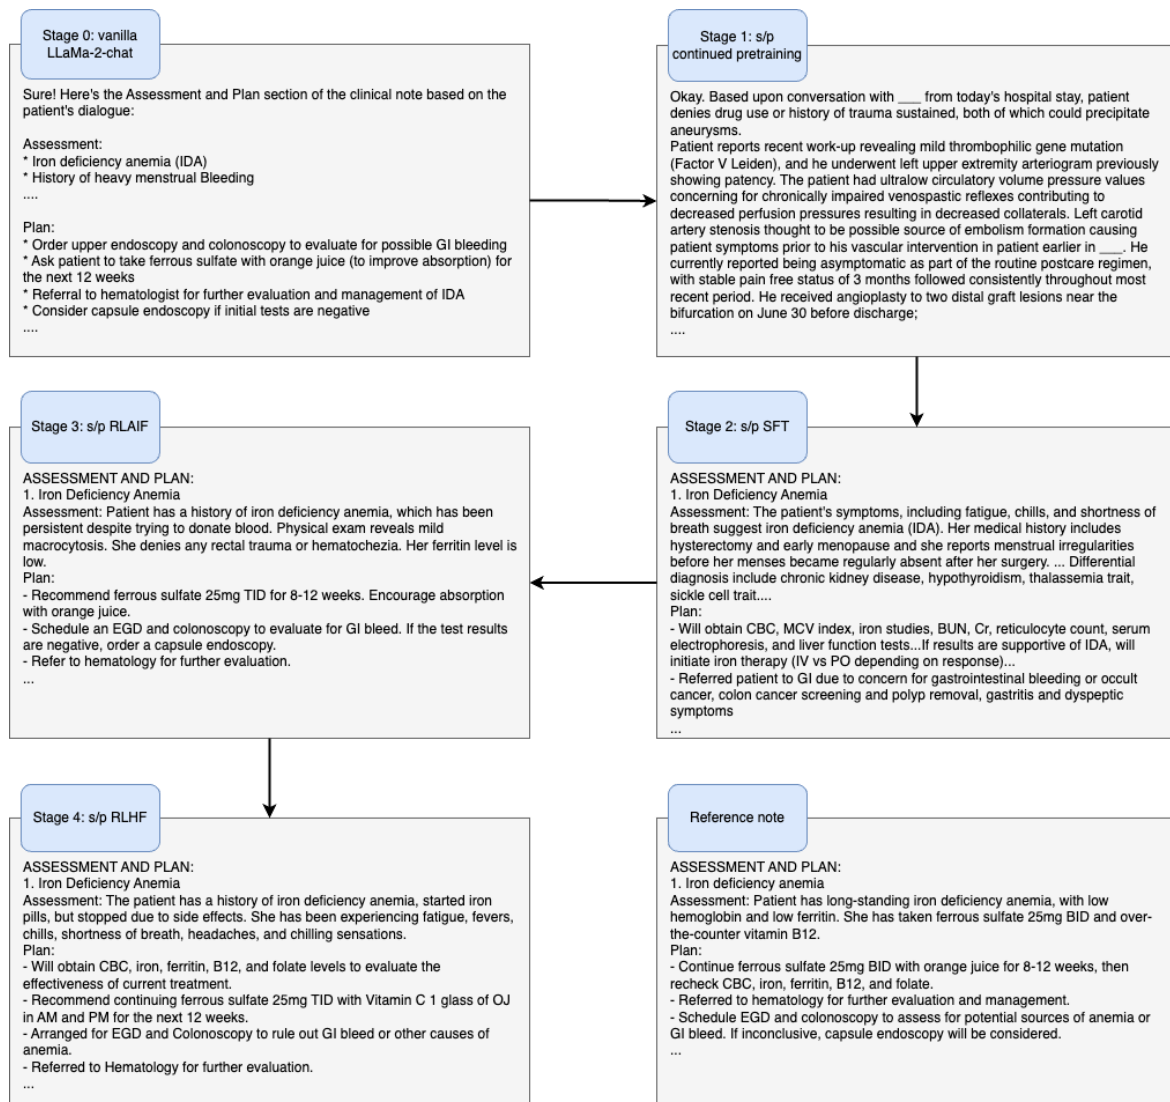 Stage 0: vanilla
LLaMa-2-chat
Sure! Here's the Assessment and Plan section of the clinical note based on the
patient's dialogue:
Assessment:
* Iron deficiency anemia (IDA)
* History of heavy menstrual Bleeding
....
Plan:
* Order upper endoscopy and colonoscopy to evaluate for possible GI bleeding
* Ask patient to take ferrous sulfate with orange juice (to improve absorption) for
the next 12 weeks
* Referral to hematologist for further evaluation and management of IDA
* Consider capsule endoscopy if initial tests are negative
....
Stage 1: s/p
continued pretraining
Okay. Based upon conversation with ___ from today's hospital stay, patient
denies drug use or history of trauma sustained, both of which could precipitate
aneurysms.
Patient reports recent work-up revealing mild thrombophilic gene mutation
(Factor V Leiden), and he underwent left upper extremity arteriogram previously
showing patency. The patient had ultralow circulatory volume pressure values
concerning for chronically impaired venospastic reflexes contributing to
decreased perfusion pressures resulting in decreased collaterals. Left carotid
artery stenosis thought to be possible source of embolism formation causing
patient symptoms prior to his vascular intervention in patient earlier in ___. He
currently reported being asymptomatic as part of the routine postcare regimen,
with stable pain free status of 3 months followed consistently throughout most
recent period. He received angioplasty to two distal graft lesions near the
bifurcation on June 30 before discharge;
....
Stage 2: s/p SFT
ASSESSMENT AND PLAN:
1. Iron Deficiency Anemia
Assessment: The patient's symptoms, including fatigue, chills, and shortness of
breath suggest iron deficiency anemia (IDA). Her medical history includes
hysterectomy and early menopause and she reports menstrual irregularities
before her menses became regularly absent after her surgery. ... Differential
diagnosis include chronic kidney disease, hypothyroidism, thalassemia trait,
sickle cell trait....
Plan:
- Will obtain CBC, MCV index, iron studies, BUN, Cr, reticulocyte count, serum
electrophoresis, and liver function tests...If results are supportive of IDA, will
initiate iron therapy (IV vs PO depending on response)...
- Referred patient to GI due to concern for gastrointestinal bleeding or occult
cancer, colon cancer screening and polyp removal, gastritis and dyspeptic
symptoms
...
Stage 3: s/p RLAIF
ASSESSMENT AND PLAN:
1. Iron Deficiency Anemia
Assessment: Patient has a history of iron deficiency anemia, which has been
persistent despite trying to donate blood. Physical exam reveals mild
macrocytosis. She denies any rectal trauma or hematochezia. Her ferritin level is
low.
Plan:
- Recommend ferrous sulfate 25mg TID for 8-12 weeks. Encourage absorption
with orange juice.
- Schedule an EGD and colonoscopy to evaluate for GI bleed. If the test results
are negative, order a capsule endoscopy.
- Refer to hematology for further evaluation.
...
Stage 4: s/p RLHF
ASSESSMENT AND PLAN:
1. Iron Deficiency Anemia
Assessment: The patient has a history of iron deficiency anemia, started iron
pills, but stopped due to side effects. She has been experiencing fatigue, fevers,
chills, shortness of breath, headaches, and chilling sensations.
Plan:
- Will obtain CBC, iron, ferritin, B12, and folate levels to evaluate the
effectiveness of current treatment.
- Recommend continuing ferrous sulfate 25mg TID with Vitamin C 1 glass of OJ
in AM and PM for the next 12 weeks.
- Arranged for EGD and Colonoscopy to rule out GI bleed or other causes of
anemia.
- Referred to Hematology for further evaluation.
...
Reference note
ASSESSMENT AND PLAN:
1. Iron deficiency anemia
Assessment: Patient has long-standing iron deficiency anemia, with low
hemoglobin and low ferritin. She has taken ferrous sulfate 25mg BID and over-
the-counter vitamin B12.
Plan:
- Continue ferrous sulfate 25mg BID with orange juice for 8-12 weeks, then
recheck CBC, iron, ferritin, B12, and folate.
- Referred to hematology for further evaluation and management.
- Schedule EGD and colonoscopy to assess for potential sources of anemia or
GI bleed. If inconclusive, capsule endoscopy will be considered.
...